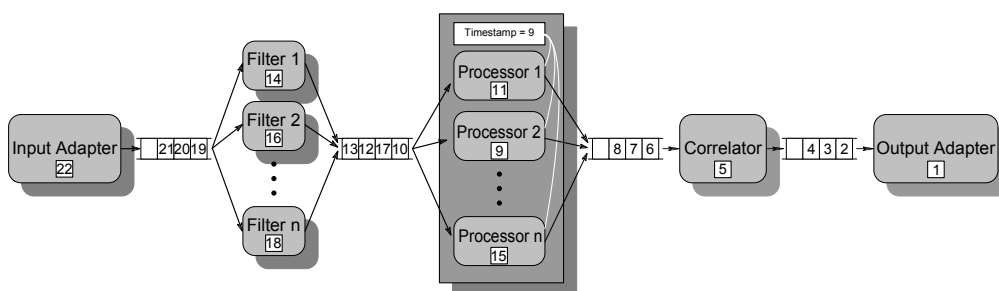 Input Adapter
22
21 20 19
Filter 1
14
Filter 2
16
Filter n
18
13 12 17 10
Timestamp = 9
Processor 1
11
Processor 2
9
Processor n
15
8 7 6
Correlator
5
4 3 2
Output Adapter
1